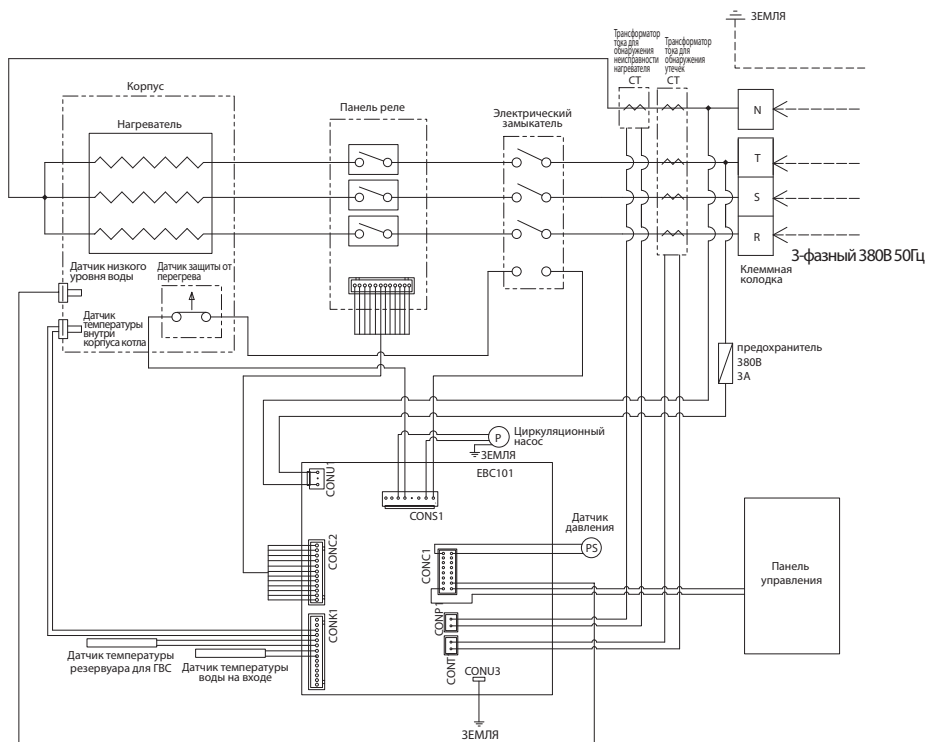 ЗЕМЛЯ
Трансформатор
тока для
обнаружения
неисправности
нагревателя
CT
Трансформатор
тока для
обнаружения
утечек
CT
Корпус
Нагреватель
Панель реле
Электрический
замыкатель
N
T
S
R
3-фазный 380В 50Гц
Клеммная
колодка
Датчик низкого
уровня воды
Датчик защиты от
перегрева
Датчик
температуры
внутри
корпуса котла
предохранитель
380В
3А
P
Циркуляционный
насос
ЗЕМЛЯ
EBC101
CONU1
CONS1
Датчик
давления
PS
CONC2
CONC1
Панель
управления
CONK1
CONP1
CONT1
Датчик температуры
резервуара для ГВС
Датчик температуры
воды на входе
CONU3
ЗЕМЛЯ